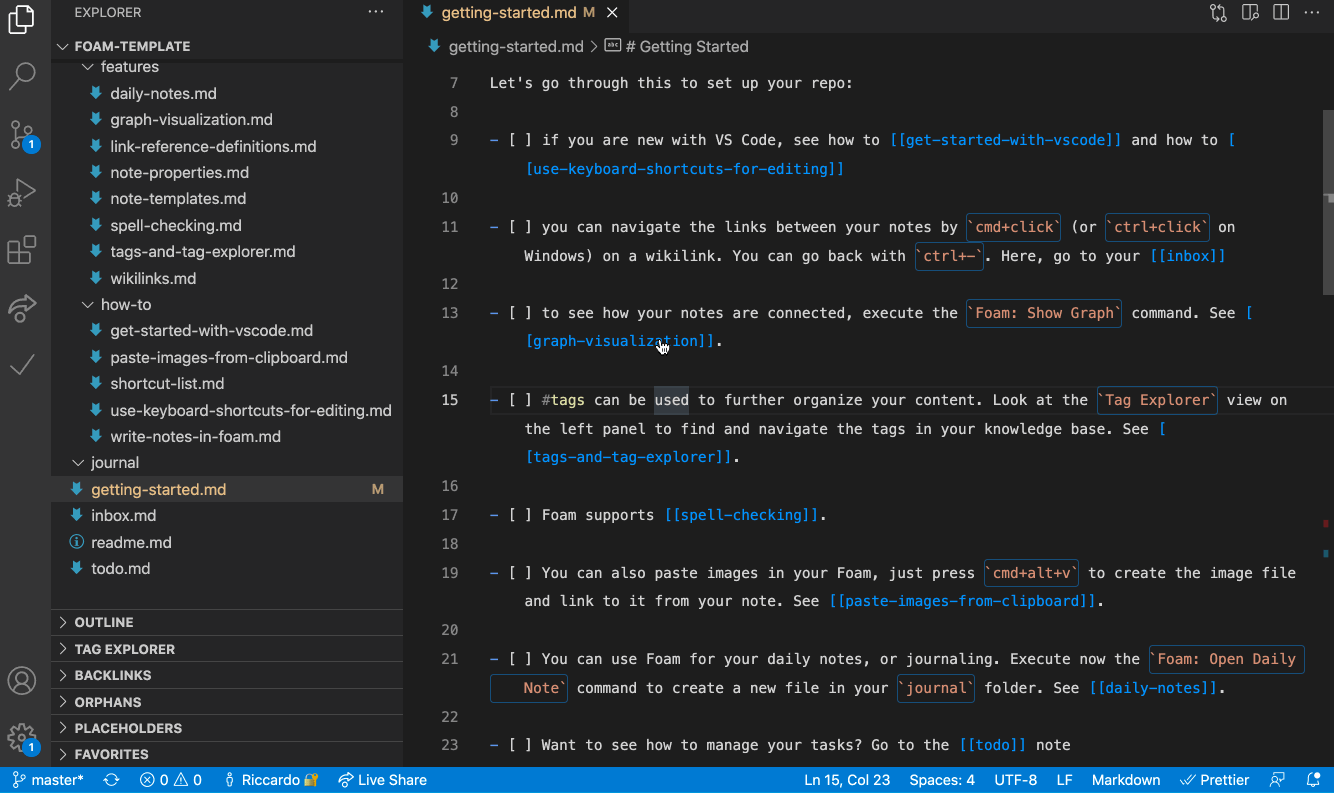 EXPLORER
FOAM-TEMPLATE
features
daily-notes.md
graph-visualization.md
link-reference-definitions.md
note-properties.md
note-templates.md
spell-checking.md
tags-and-tag-explorer.md
wikilinks.md
how-to
get-started-with-vscode.md
paste-images-from-clipboard.md
shortcut-list.md
use-keyboard-shortcuts-for-editing.md
write-notes-in-foam.md
journal
getting-started.md M
inbox.md
readme.md
todo.md
OUTLINE
TAG EXPLORER
BACKLINKS
ORPHANS
PLACEHOLDERS
FAVORITES
1
1
getting-started.md M
getting-started.md > # Getting Started
7 Let's go through this to set up your repo:
8
9 - [ ] if you are new with VS Code, see how to [[get-started-with-vscode]] and how to [
[use-keyboard-shortcuts-for-editing]]
10
11 - [ ] you can navigate the links between your notes by `cmd+click` (or `ctrl+click` on
Windows) on a wikilink. You can go back with `ctrl+-`. Here, go to your [[inbox]]
12
13 - [ ] to see how your notes are connected, execute the `Foam: Show Graph` command. See [
[graph-visualization]].
14
15 - [ ] #tags can be used to further organize your content. Look at the `Tag Explorer` view on
the left panel to find and navigate the tags in your knowledge base. See [
[tags-and-tag-explorer]].
16
17 - [ ] Foam supports [[spell-checking]].
18
19 - [ ] You can also paste images in your Foam, just press `cmd+alt+v` to create the image file
and link to it from your note. See [[paste-images-from-clipboard]].
20
21 - [ ] You can use Foam for your daily notes, or journaling. Execute now the `Foam: Open Daily
Note` command to create a new file in your `journal` folder. See [[daily-notes]].
22
23 - [ ] Want to see how to manage your tasks? Go to the [[todo]] note
master* 0 0 Riccardo Live Share Ln 15, Col 23 Spaces: 4 UTF-8 LF Markdown Prettier